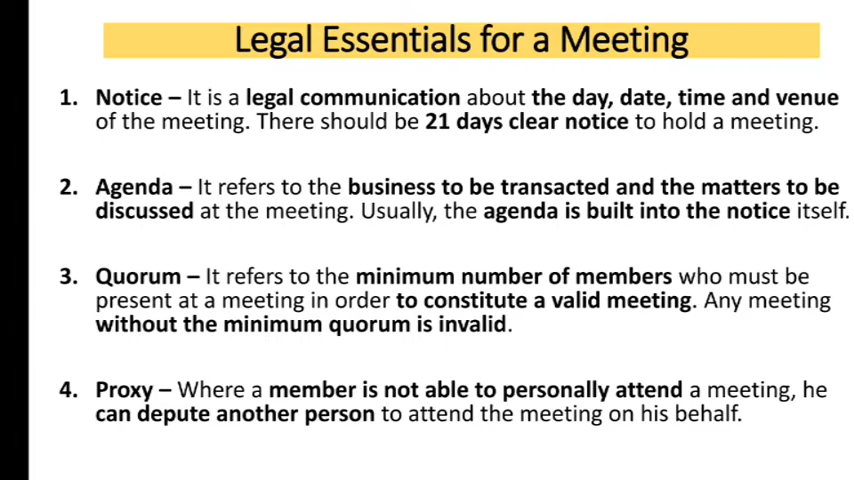 Legal Essentials for a Meeting
1. Notice – It is a legal communication about the day, date, time and venue
of the meeting. There should be 21 days clear notice to hold a meeting.
2. Agenda – It refers to the business to be transacted and the matters to be
discussed at the meeting. Usually, the agenda is built into the notice itself.
3. Quorum – It refers to the minimum number of members who must be
present at a meeting in order to constitute a valid meeting. Any meeting
without the minimum quorum is invalid.
4. Proxy – Where a member is not able to personally attend a meeting, he
can depute another person to attend the meeting on his behalf.